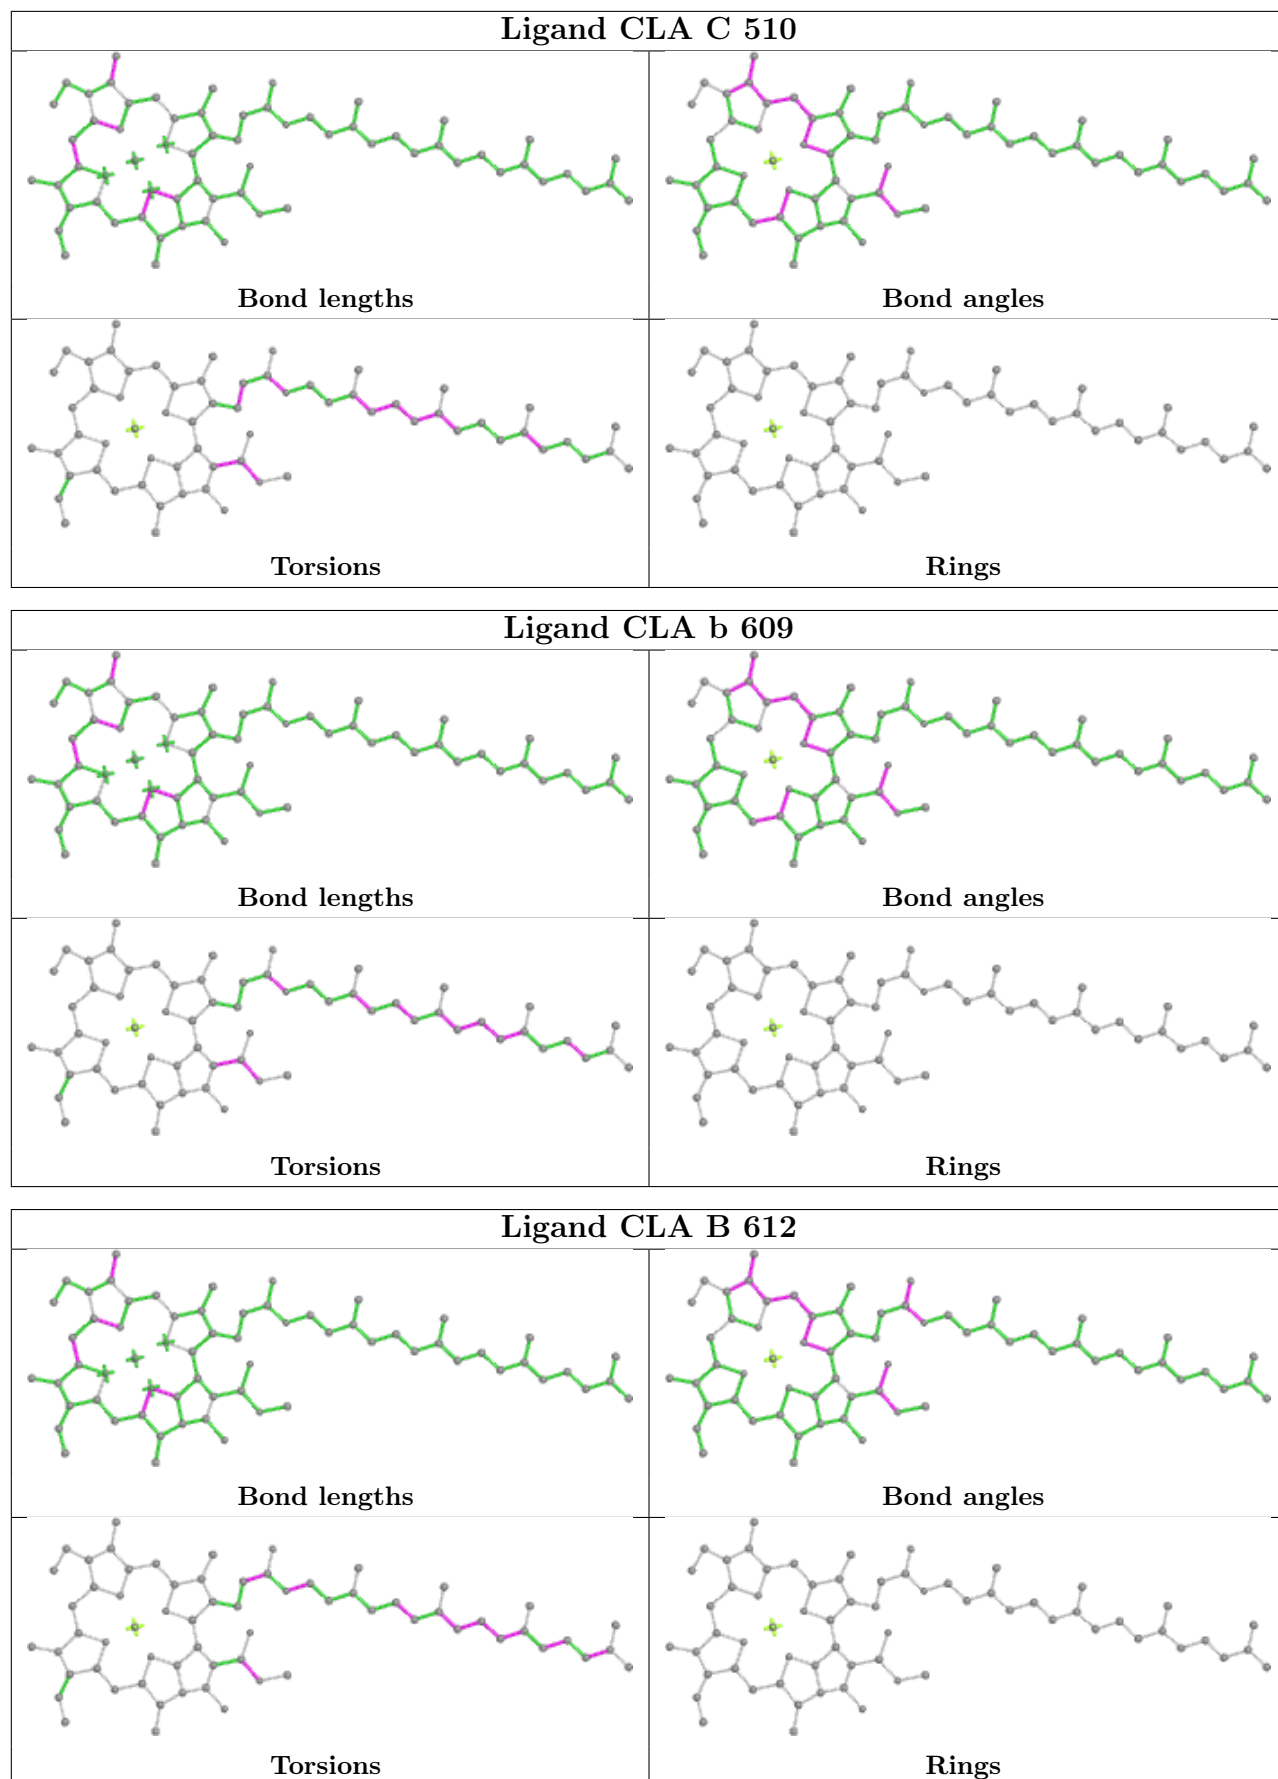 Ligand CLA C 510
Bond lengths
Bond angles
Torsions
Rings
Ligand CLA b 609
Bond lengths
Bond angles
Torsions
Rings
Ligand CLA B 612
Bond lengths
Bond angles
Torsions
Rings